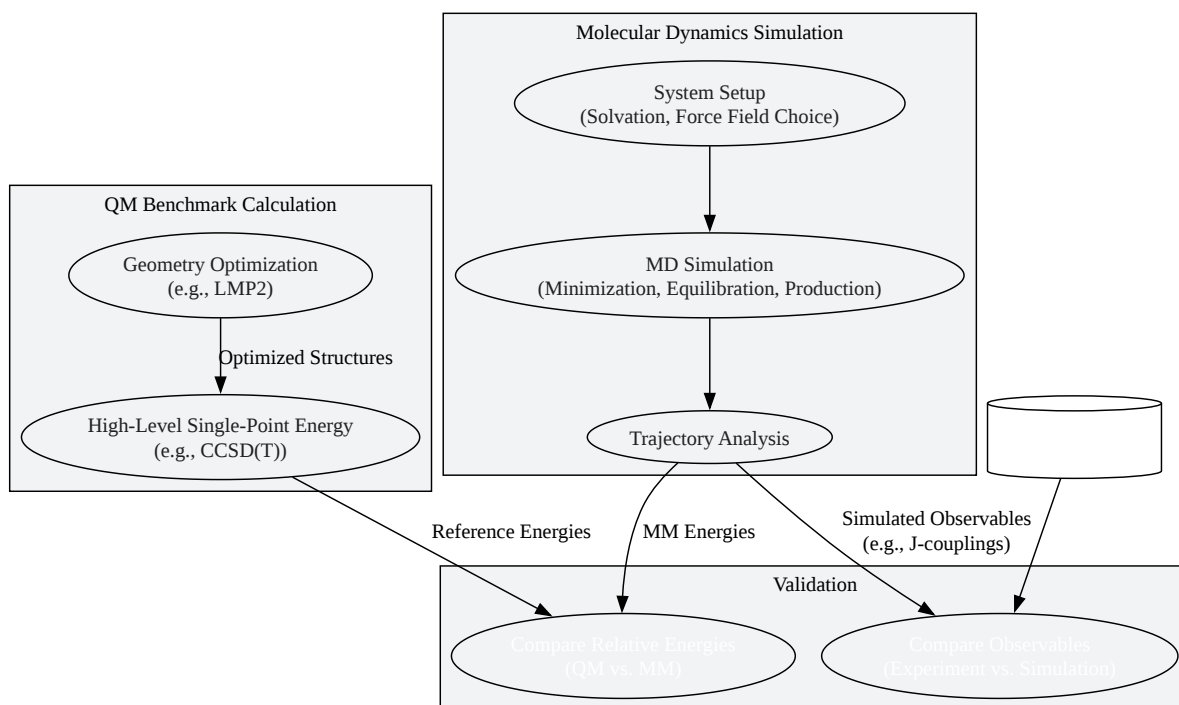 Molecular Dynamics Simulation
System Setup
(Solvation, Force Field Choice)
QM Benchmark Calculation
Geometry Optimization
(e.g., LMP2)
MD Simulation
(Minimization, Equilibration, Production)
Optimized Structures
High-Level Single-Point Energy
(e.g., CCSD(T))
Trajectory Analysis
Reference Energies
MM Energies
Simulated Observables
(e.g., J-couplings)
Validation
Compare Relative Energies
(QM vs. MM)
Compare Observables
(Experiment vs. Simulation)